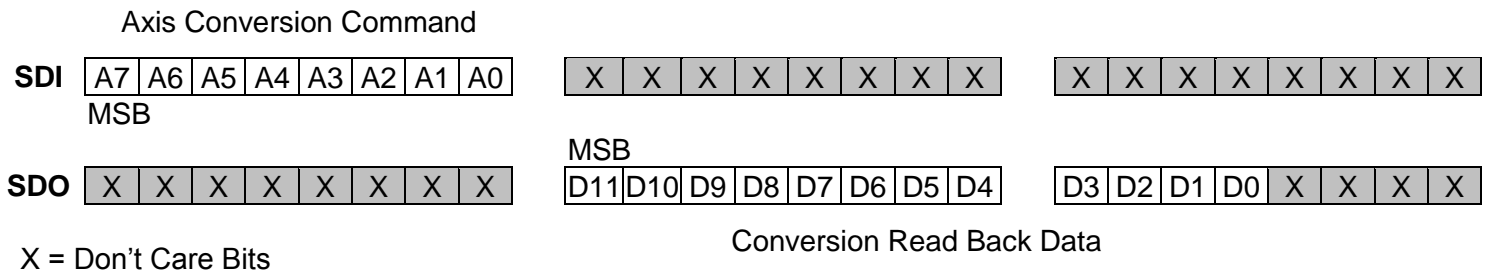 Axis Conversion Command
SDI A7 A6 A5 A4 A3 A2 A1 A0 X X X X X X X X X X X X X X X X
MSB
MSB
SDO X X X X X X X X D11 D10 D9 D8 D7 D6 D5 D4 D3 D2 D1 D0 X X X X
Conversion Read Back Data
X = Don't Care Bits